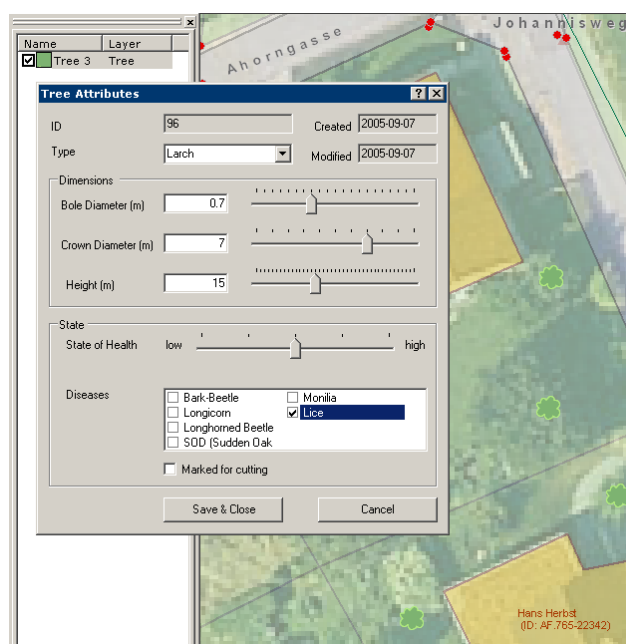 Johannisweg
Ahorngasse
Name Layer
Tree 3 Tree
Tree Attributes
ID 96 Created 2005-09-07
Type Larch Modified 2005-09-07
Dimensions
Bole Diameter (m) 0.7
Crown Diameter (m) 7
Height (m) 15
State
State of Health low high
Diseases
Bark-Beetle Monilia
Longicorn Lice
Longhorned Beetle
SOD (Sudden Oak
Marked for cutting
Save & Close Cancel
Hans Herbst
(ID: AF.765-22342)